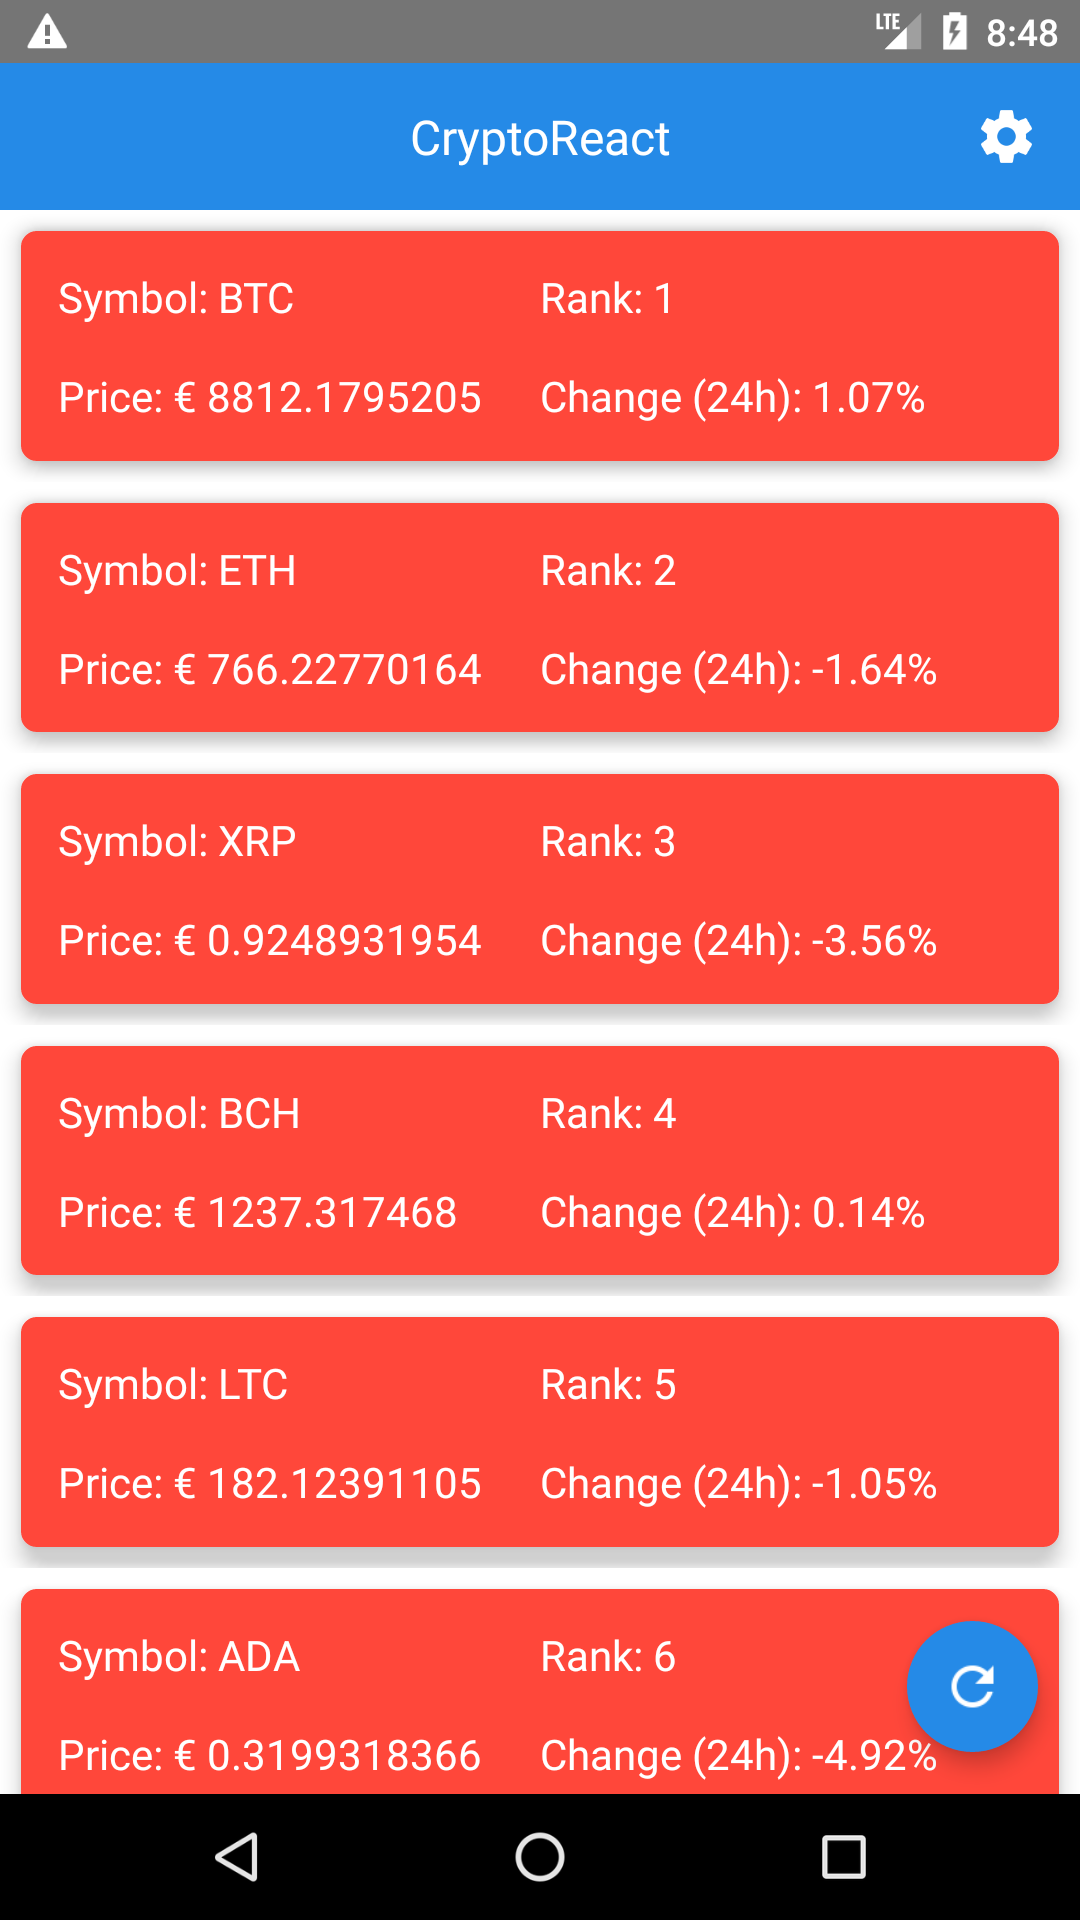 LTE 8:48
CryptoReact
Symbol: BTC Rank: 1
Price: € 8812.1795205 Change (24h): 1.07%
Symbol: ETH Rank: 2
Price: € 766.22770164 Change (24h): -1.64%
Symbol: XRP Rank: 3
Price: € 0.9248931954 Change (24h): -3.56%
Symbol: BCH Rank: 4
Price: € 1237.317468 Change (24h): 0.14%
Symbol: LTC Rank: 5
Price: € 182.12391105 Change (24h): -1.05%
Symbol: ADA Rank: 6
Price: € 0.3199318366 Change (24h): -4.92%